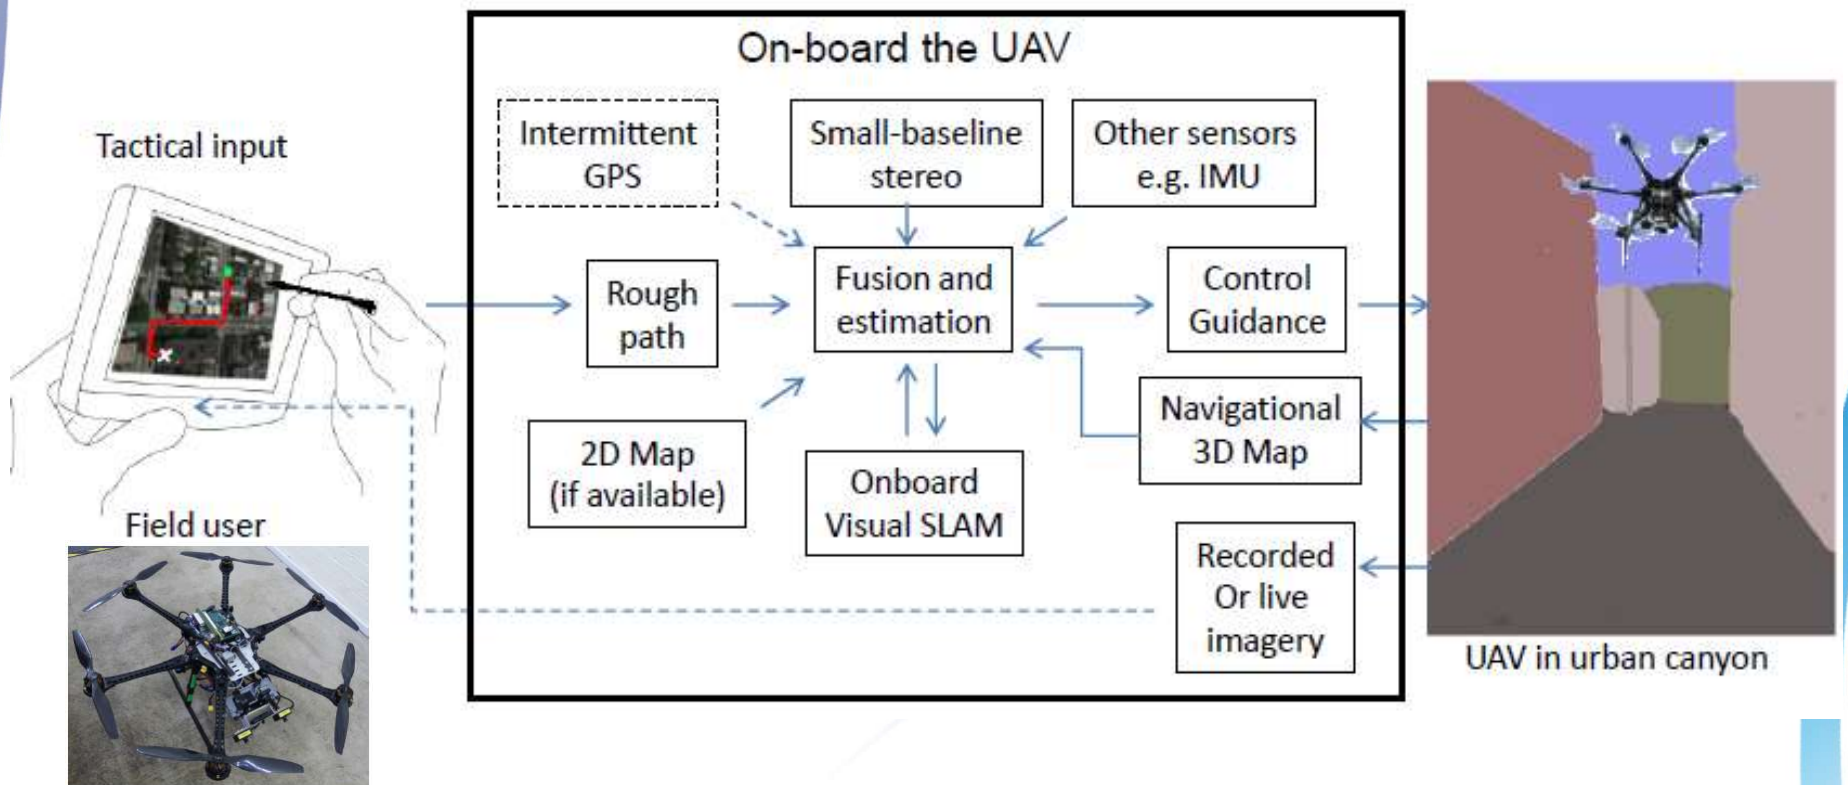 On-board the UAV
Tactical input
Intermittent
GPS
Small-baseline
stereo
Other sensors
e.g. IMU
Rough
path
Fusion and
estimation
Control
Guidance
2D Map
(if available)
Onboard
Visual SLAM
Navigational
3D Map
Recorded
Or live
imagery
Field user
UAV in urban canyon